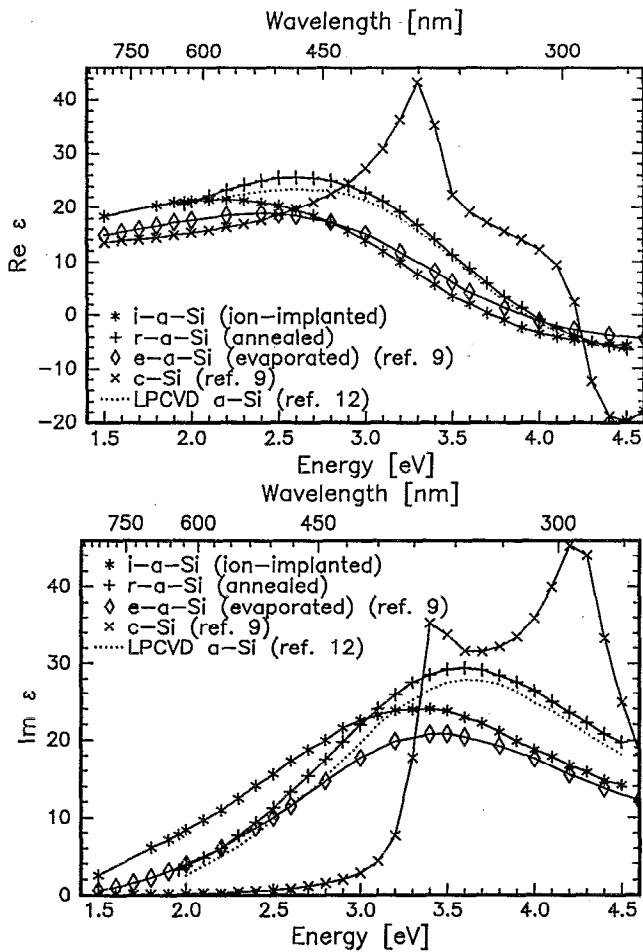 Wavelength [nm]
750 600 450 300
Re ε
40
30
20
10
0
−10
−20
i−a−Si (ion−implanted)
r−a−Si (annealed)
e−a−Si (evaporated) (ref. 9)
c−Si (ref. 9)
LPCVD a−Si (ref. 12)
1.5 2.0 2.5 3.0 3.5 4.0 4.5
Energy [eV]
Wavelength [nm]
750 600 450 300
Im ε
40
30
20
10
0
i−a−Si (ion−implanted)
r−a−Si (annealed)
e−a−Si (evaporated) (ref. 9)
c−Si (ref. 9)
LPCVD a−Si (ref. 12)
1.5 2.0 2.5 3.0 3.5 4.0 4.5
Energy [eV]